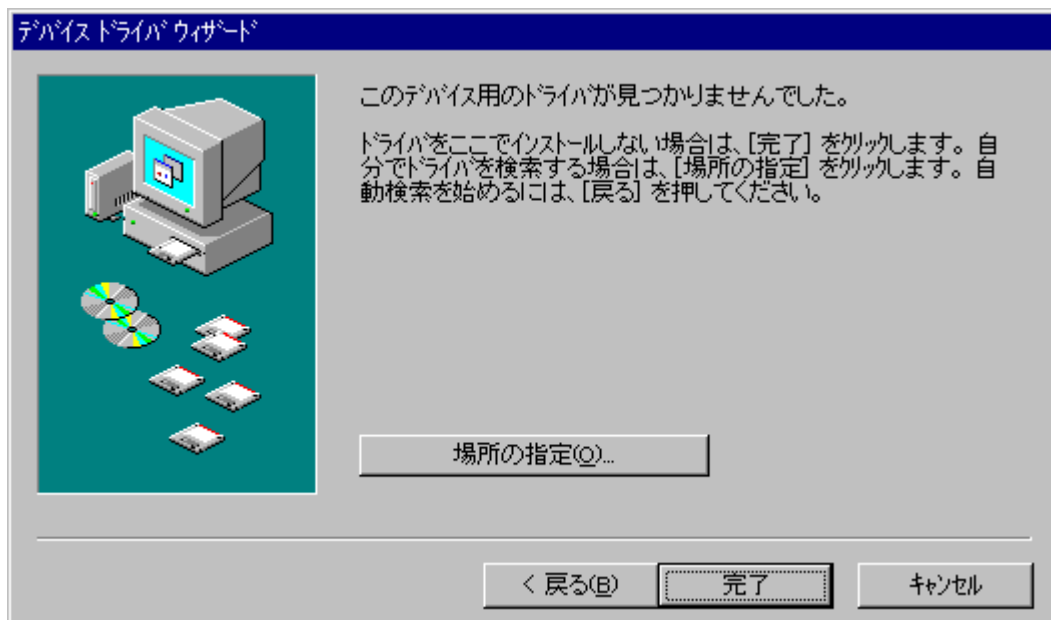 ﾃﾞﾊﾞｲｽ ﾄﾞﾗｲﾊﾞ ｳｨｻﾞｰﾄﾞ
このﾃﾞﾊﾞｲｽ用のﾄﾞﾗｲﾊﾞが見つかりませんでした。
ﾄﾞﾗｲﾊﾞをここでｲﾝｽﾄｰﾙしない場合は、[完了] をｸﾘｯｸします。自
分でﾄﾞﾗｲﾊﾞを検索する場合は、[場所の指定] をｸﾘｯｸします。自
動検索を始めるには、[戻る] を押してください。
場所の指定(O)...
< 戻る(B)
完了
ｷｬﾝｾﾙ